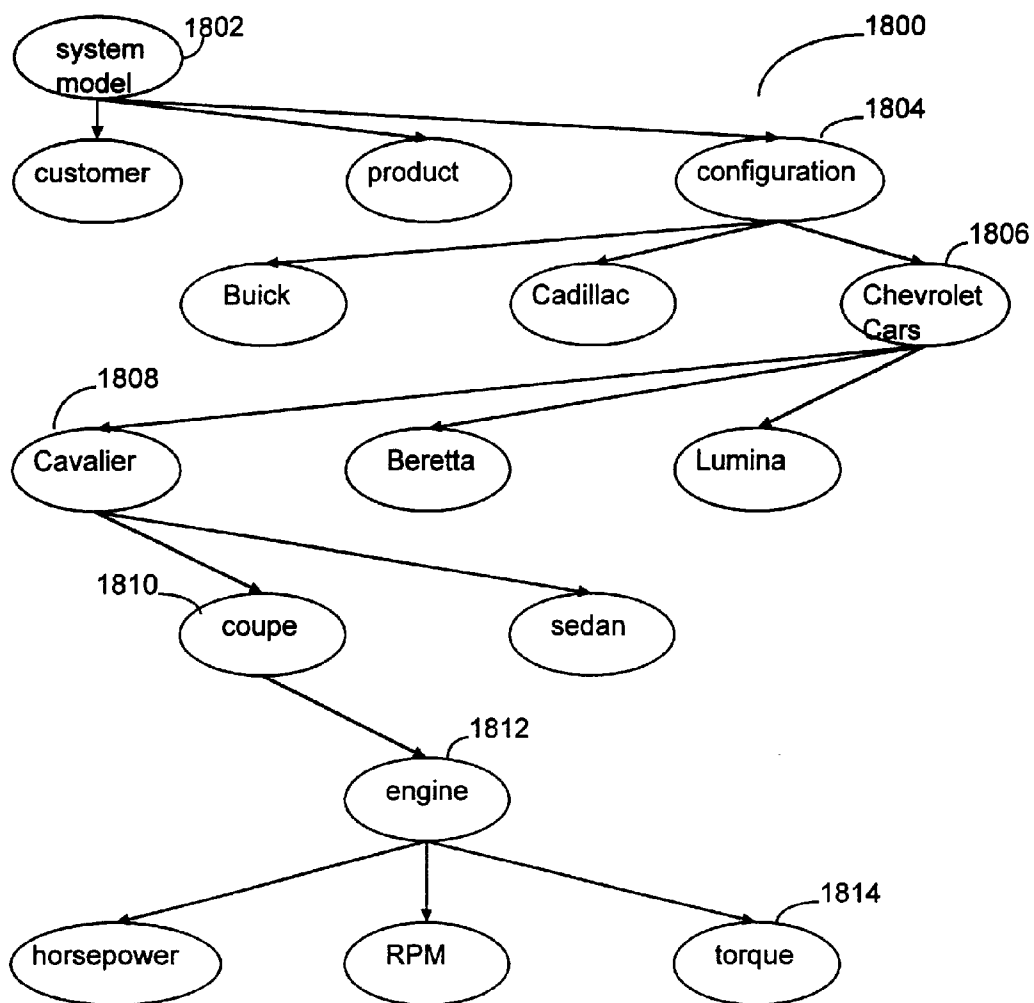 1802
system
model
1800
1804
customer
product
configuration
1806
Buick
Cadillac
Chevrolet
Cars
1808
Cavalier
Beretta
Lumina
1810
coupe
sedan
1812
engine
1814
horsepower
RPM
torque